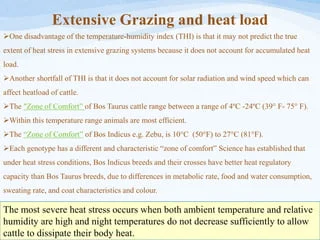 Extensive Grazing and heat load
➢One disadvantage of the temperature-humidity index (THI) is that it may not predict the true
extent of heat stress in extensive grazing systems because it does not account for accumulated heat
load.
➢Another shortfall of THI is that it does not account for solar radiation and wind speed which can
affect heatload of cattle.
➢The "Zone of Comfort" of Bos Taurus cattle range between a range of 4ºC -24ºC (39° F- 75° F).
➢Within this temperature range animals are most efficient.
➢The “Zone of Comfort” of Bos Indicus e.g. Zebu, is 10°C (50°F) to 27°C (81°F).
➢Each genotype has a different and characteristic “zone of comfort” Science has established that
under heat stress conditions, Bos Indicus breeds and their crosses have better heat regulatory
capacity than Bos Taurus breeds, due to differences in metabolic rate, food and water consumption,
sweating rate, and coat characteristics and colour.
The most severe heat stress occurs when both ambient temperature and relative
humidity are high and night temperatures do not decrease sufficiently to allow
cattle to dissipate their body heat.